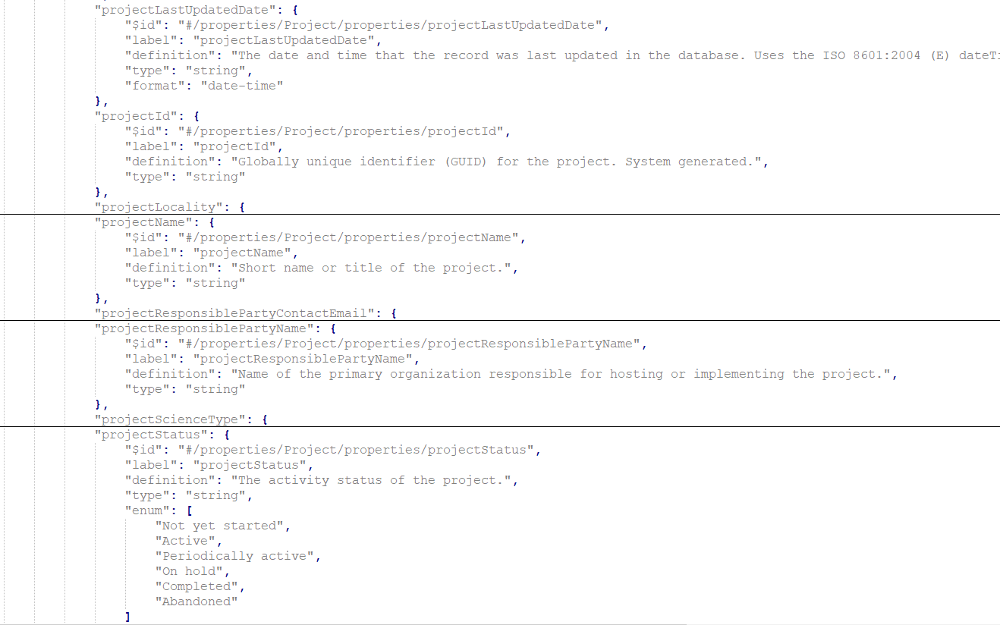 "projectLastUpdatedDate": {
"$id": "#/properties/Project/properties/projectLastUpdatedDate",
"label": "projectLastUpdatedDate",
"definition": "The date and time that the record was last updated in the database. Uses the ISO 8601:2004 (E) dateTi
"type": "string",
"format": "date-time"
},
"projectId": {
"$id": "#/properties/Project/properties/projectId",
"label": "projectId",
"definition": "Globally unique identifier (GUID) for the project. System generated.",
"type": "string"
},
"projectLocality": {
"projectName": {
"$id": "#/properties/Project/properties/projectName",
"label": "projectName",
"definition": "Short name or title of the project.",
"type": "string"
},
"projectResponsiblePartyContactEmail": {
"projectResponsiblePartyName": {
"$id": "#/properties/Project/properties/projectResponsiblePartyName",
"label": "projectResponsiblePartyName",
"definition": "Name of the primary organization responsible for hosting or implementing the project.",
"type": "string"
},
"projectScienceType": {
"projectStatus": {
"$id": "#/properties/Project/properties/projectStatus",
"label": "projectStatus",
"definition": "The activity status of the project.",
"type": "string",
"enum": [
"Not yet started",
"Active",
"Periodically active",
"On hold",
"Completed",
"Abandoned"
]